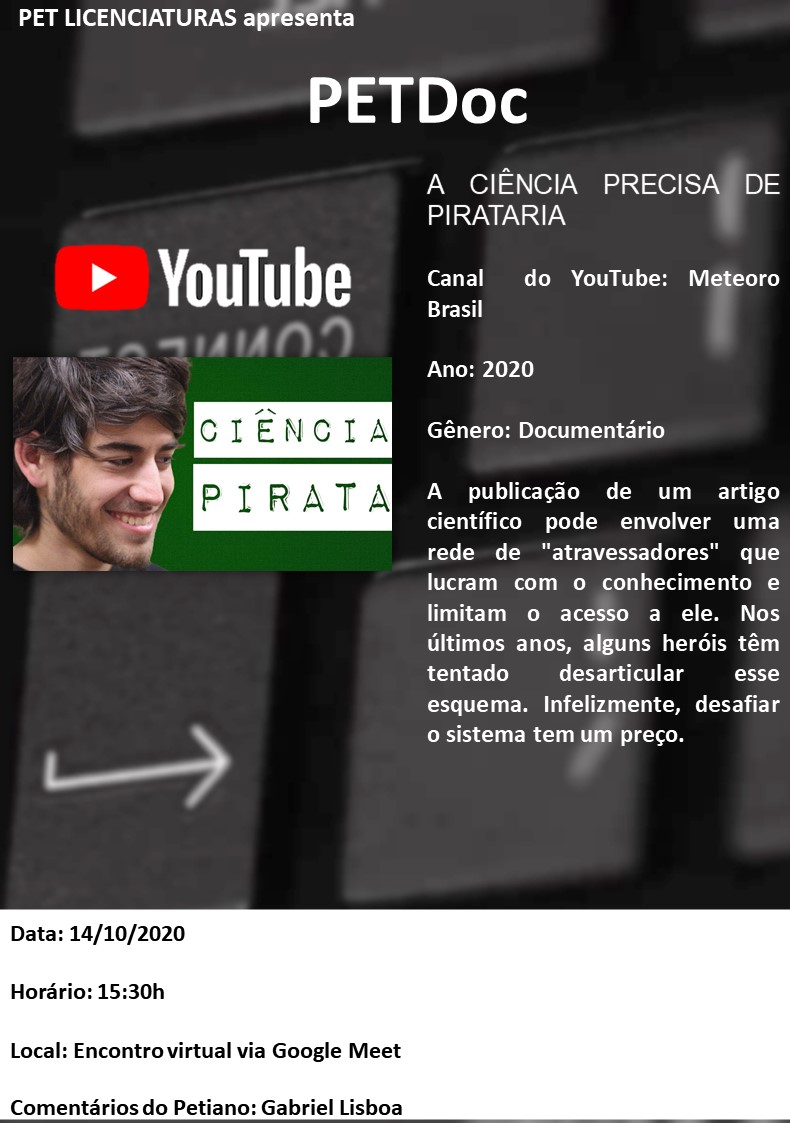 PET LICENCIATURAS apresenta
PETDoc
A CIÊNCIA PRECISA DE
PIRATARIA
YouTube
Canal do YouTube: Meteoro
Brasil
CONNECT
Ano: 2020
CIÊNCIA
PIRATA
Gênero: Documentário
A publicação de um artigo
científico pode envolver uma
rede de "atravessadores" que
lucram com o conhecimento e
limitam o acesso a ele. Nos
últimos anos, alguns heróis têm
tentado desarticular esse
esquema. Infelizmente, desafiar
o sistema tem um preço.
Data: 14/10/2020
Horário: 15:30h
Local: Encontro virtual via Google Meet
Comentários do Petiano: Gabriel Lisboa